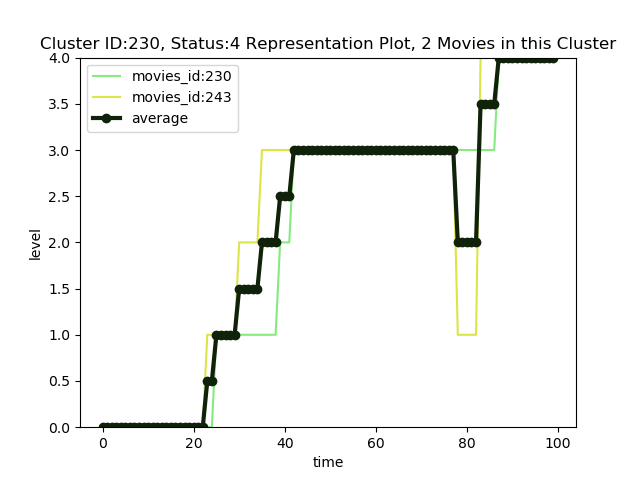 Cluster ID:230, Status:4 Representation Plot, 2 Movies in this Cluster
movies_id:230
movies_id:243
average
level
4.0
3.5
3.0
2.5
2.0
1.5
1.0
0.5
0.0
0 20 40 60 80 100
time